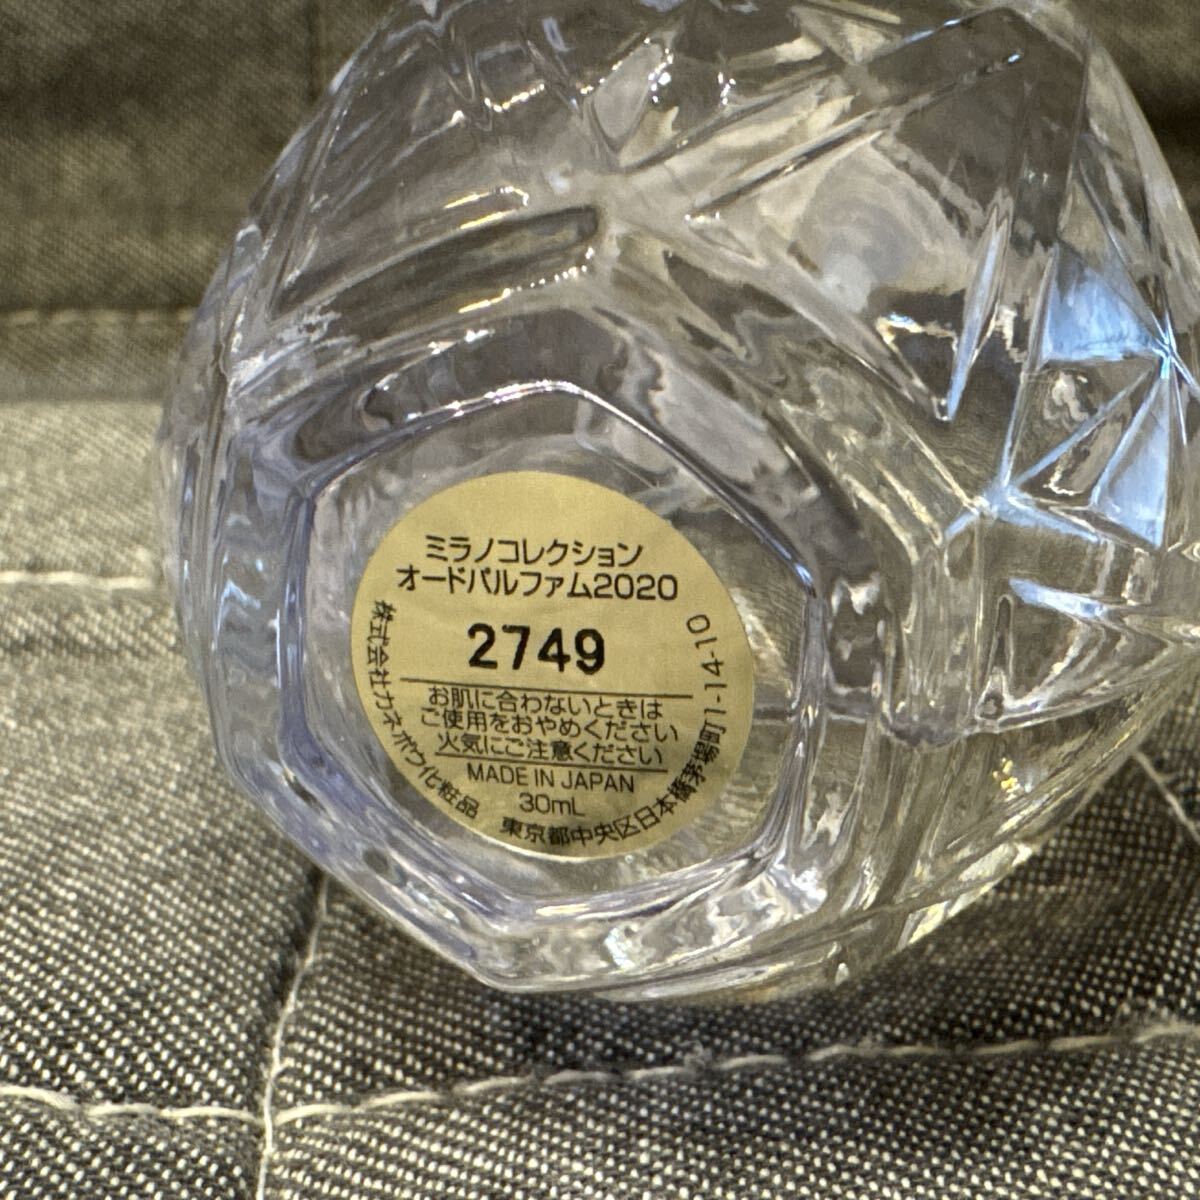 ミラノコレクション
オードパルファム2020
2749
お肌に合わないときは
ご使用をおやめください
火気にご注意ください
MADE IN JAPAN
30mL
株式会社カネボウ化粧品 東京都中央区日本橋茅場町1-14-10